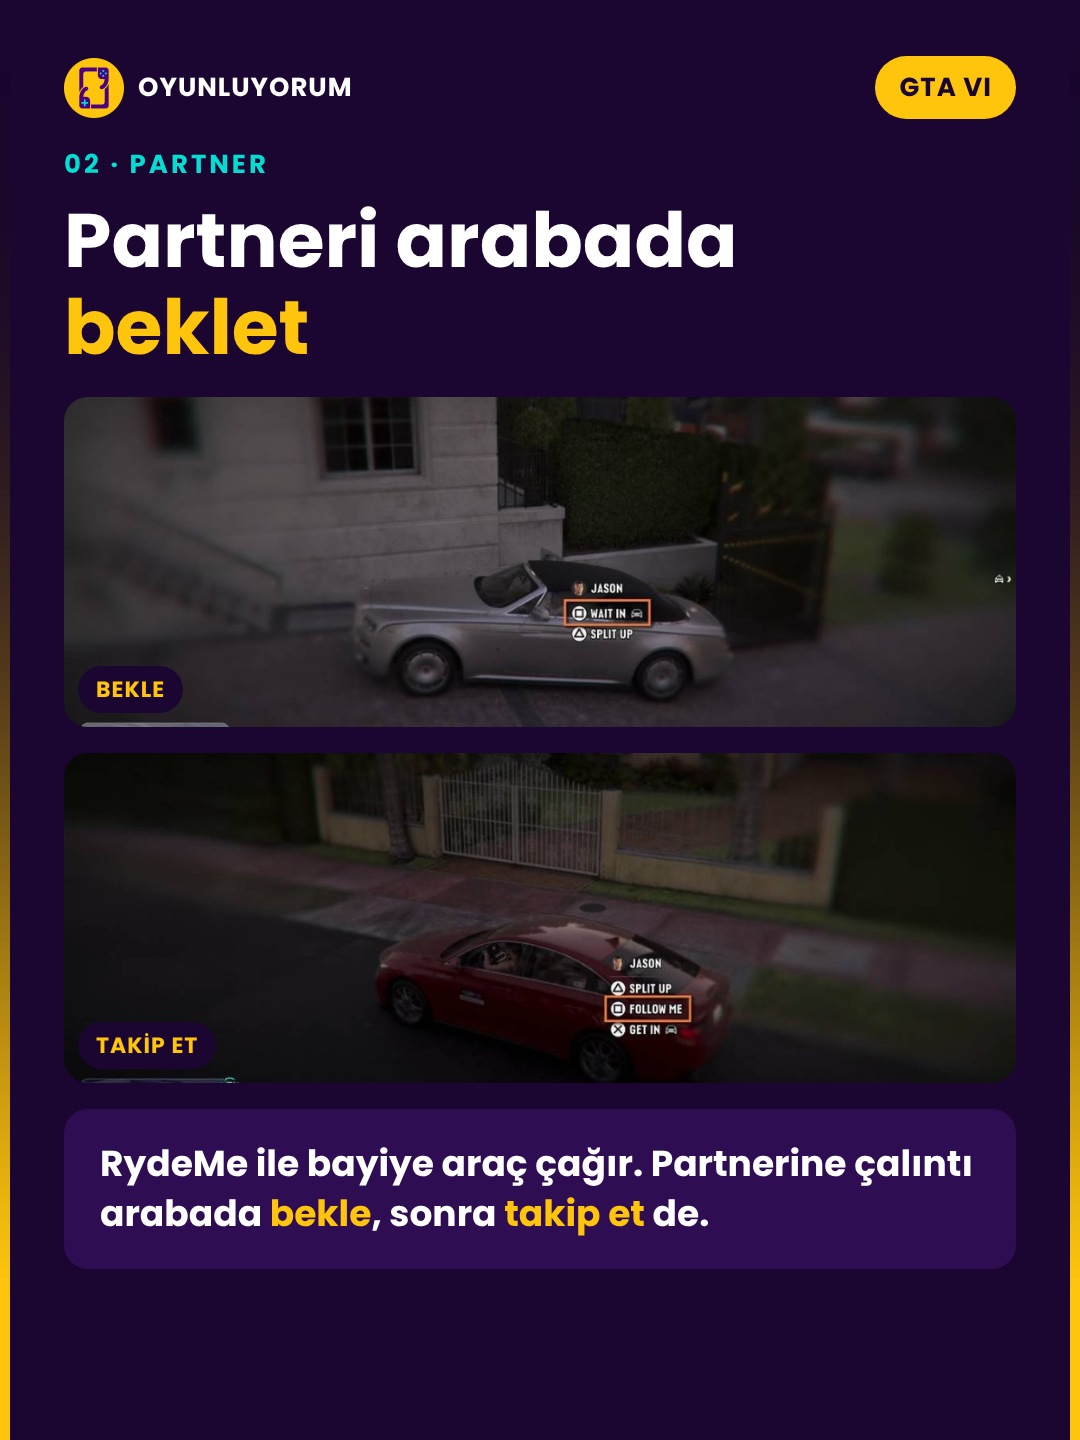 OYUNLUYORUM
GTA VI
02 · PARTNER
Partneri arabada
beklet
JASON
WAIT IN
SPLIT UP
BEKLE
JASON
SPLIT UP
FOLLOW ME
GET IN
TAKİP ET
RydeMe ile bayiye araç çağır. Partnerine çalıntı
arabada bekle, sonra takip et de.